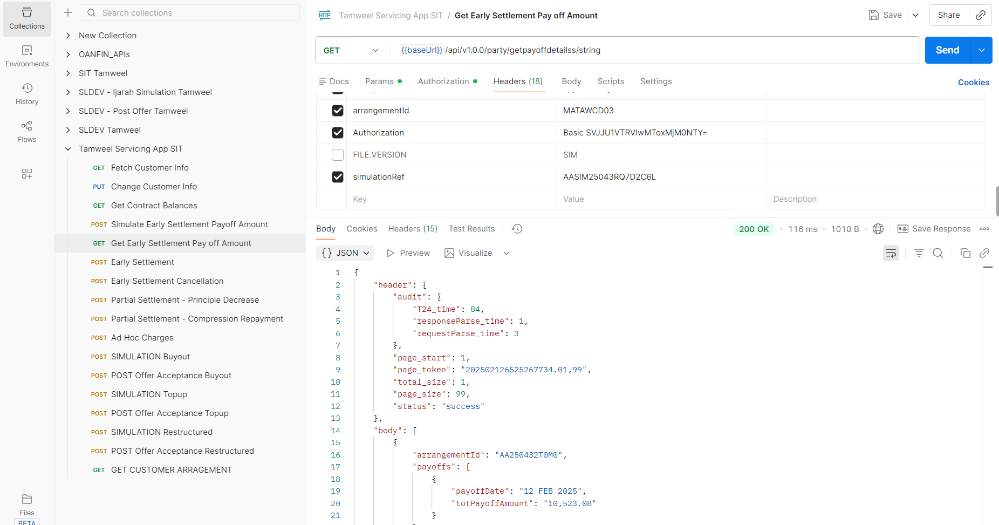 Collections
Environments
History
Flows
Files
BETA
Search collections
New Collection
OANFIN_APIs
SIT Tamweel
SLDEV - Ijarah Simulation Tamweel
SLDEV - Post Offer Tamweel
SLDEV Tamweel
Tamweel Servicing App SIT
GET Fetch Customer Info
PUT Change Customer Info
GET Get Contract Balances
POST Simulate Early Settlement Payoff Amount
GET Get Early Settlement Pay off Amount
POST Early Settlement
POST Early Settlement Cancellation
POST Partial Settlement - Principle Decrease
POST Partial Settlement - Compression Repayment
POST Ad Hoc Charges
POST SIMULATION Buyout
POST POST Offer Acceptance Buyout
POST SIMULATION Topup
POST POST Offer Acceptance Topup
POST SIMULATION Restructured
POST POST Offer Acceptance Restructured
GET GET CUSTOMER ARRAGEMENT
HTTP Tamweel Servicing App SIT / Get Early Settlement Pay off Amount Save Share
GET {{baseUrl}} /api/v1.0.0/party/getpayoffdetailss/string Send
Docs Params Authorization Headers (18) Body Scripts Settings Cookies
arrangementId MATAWCD03
Authorization Basic SVJJU1VTRVIwMToxMjM0NTY=
FILE.VERSION SIM
simulationRef AASIM25043RQ7D2C6L
Key Value Description
Body Cookies Headers (15) Test Results 200 OK • 116 ms • 1010 B • e.g. Save Response
{} JSON Preview Visualize
1 {
2 "header": {
3 "audit": {
4 "T24_time": 84,
5 "responseParse_time": 1,
6 "requestParse_time": 3
7 },
8 "page_start": 1,
9 "page_token": "202502126525267734.01,99",
10 "total_size": 1,
11 "page_size": 99,
12 "status": "success"
13 },
14 "body": [
15 {
16 "arrangementId": "AA250432T0M0",
17 "payoffs": [
18 {
19 "payoffDate": "12 FEB 2025",
20 "totPayoffAmount": "10,523.08"
21 }